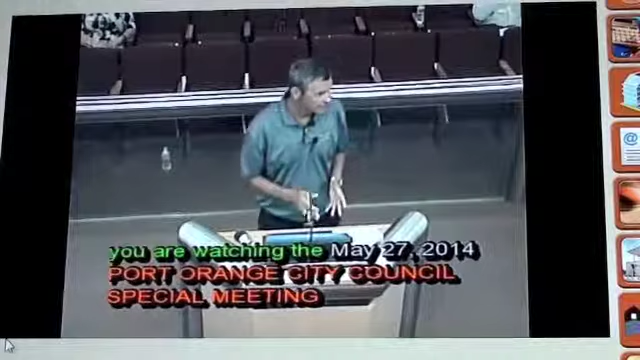 you are watching the May 27, 2014
PORT ORANGE CITY COUNCIL
SPECIAL MEETING